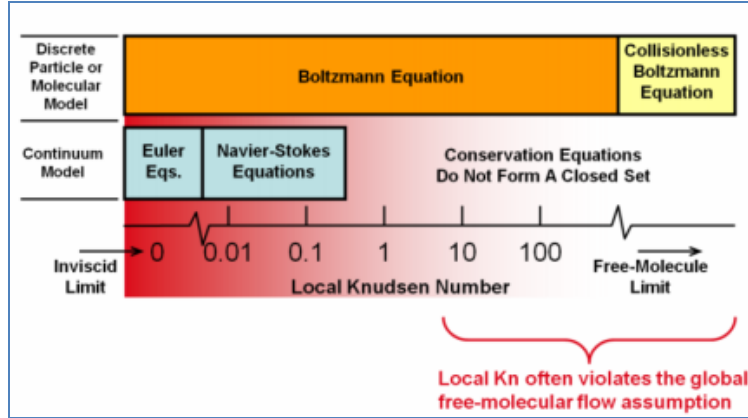 Discrete
Particle or
Molecular
Model
Boltzmann Equation
Collisionless
Boltzmann
Equation
Continuum
Model
Euler
Eqs.
Navier-Stokes
Equations
Conservation Equations
Do Not Form A Closed Set
0 0.01 0.1 1 10 100
Inviscid
Limit
Local Knudsen Number
Free-Molecule
Limit
Local Kn often violates the global
free-molecular flow assumption